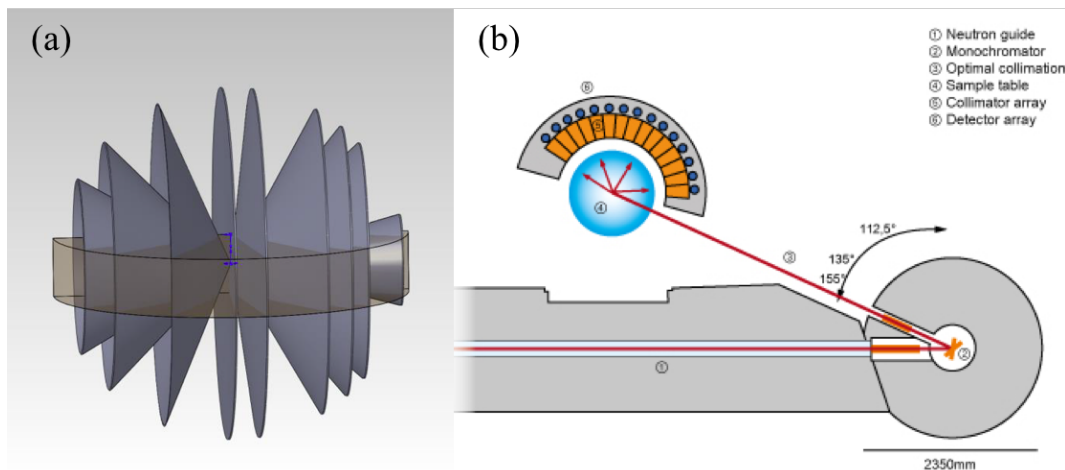 (a)
(b)
① Neutron guide
② Monochromator
③ Optimal collimation
④ Sample table
⑤ Collimator array
⑥ Detector array
⑥
⑤
④
112,5°
135°
③
155°
②
①
2350mm